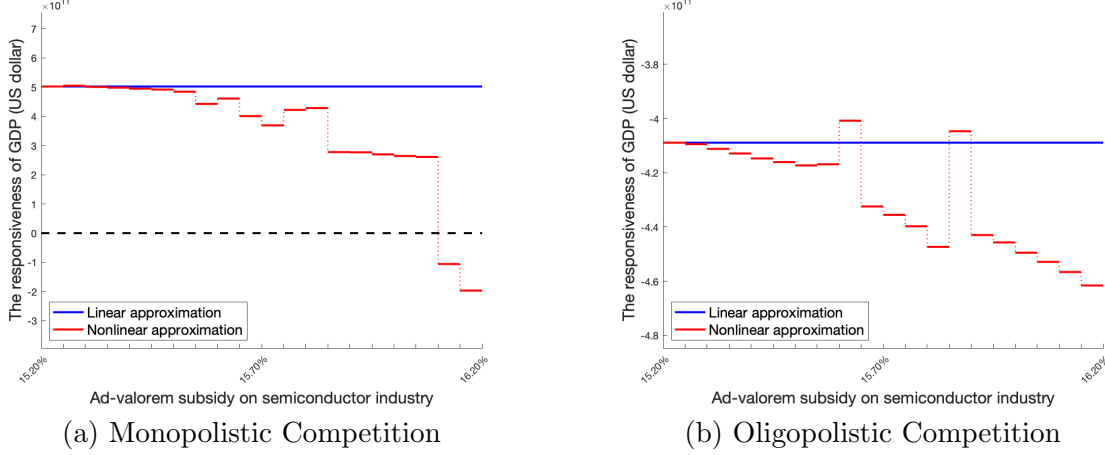 ×10¹¹
7
6
5
4
3
2
1
0
-1
-2
-3
The responsiveness of GDP (US dollar)
Linear approximation
Nonlinear approximation
15.20%
15.70%
16.20%
Ad-valorem subsidy on semiconductor industry
(a) Monopolistic Competition
×10¹¹
-3.8
-4
-4.2
-4.4
-4.6
-4.8
The responsiveness of GDP (US dollar)
Linear approximation
Nonlinear approximation
15.20%
15.70%
16.20%
Ad-valorem subsidy on semiconductor industry
(b) Oligopolistic Competition